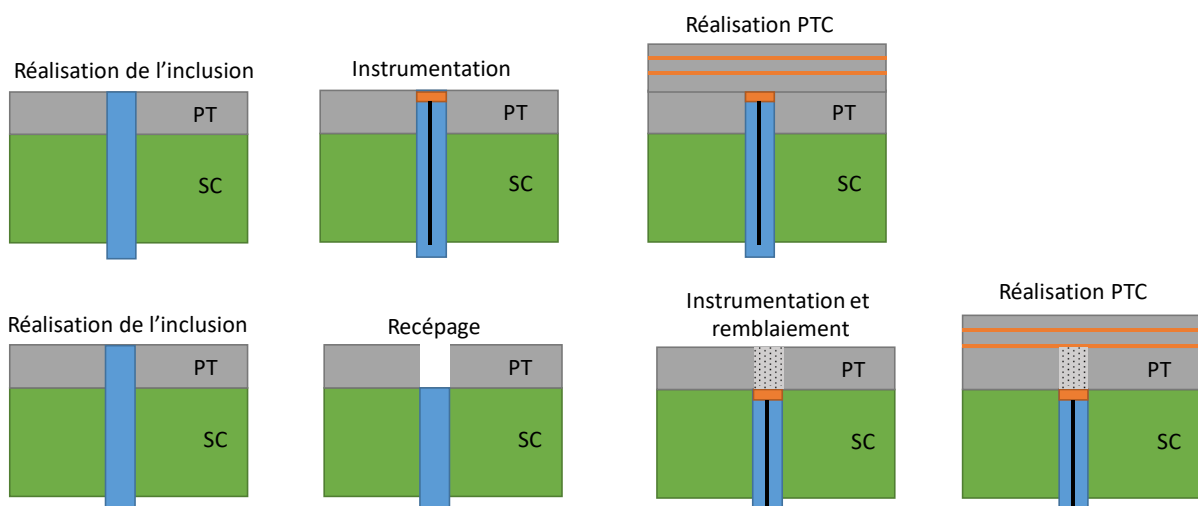 Réalisation PTC
Réalisation de l’inclusion
Instrumentation
PT
SC
PT
SC
PT
SC
Réalisation de l’inclusion
Recépage
Instrumentation et
remblaiement
Réalisation PTC
PT
SC
PT
SC
PT
SC
PT
SC